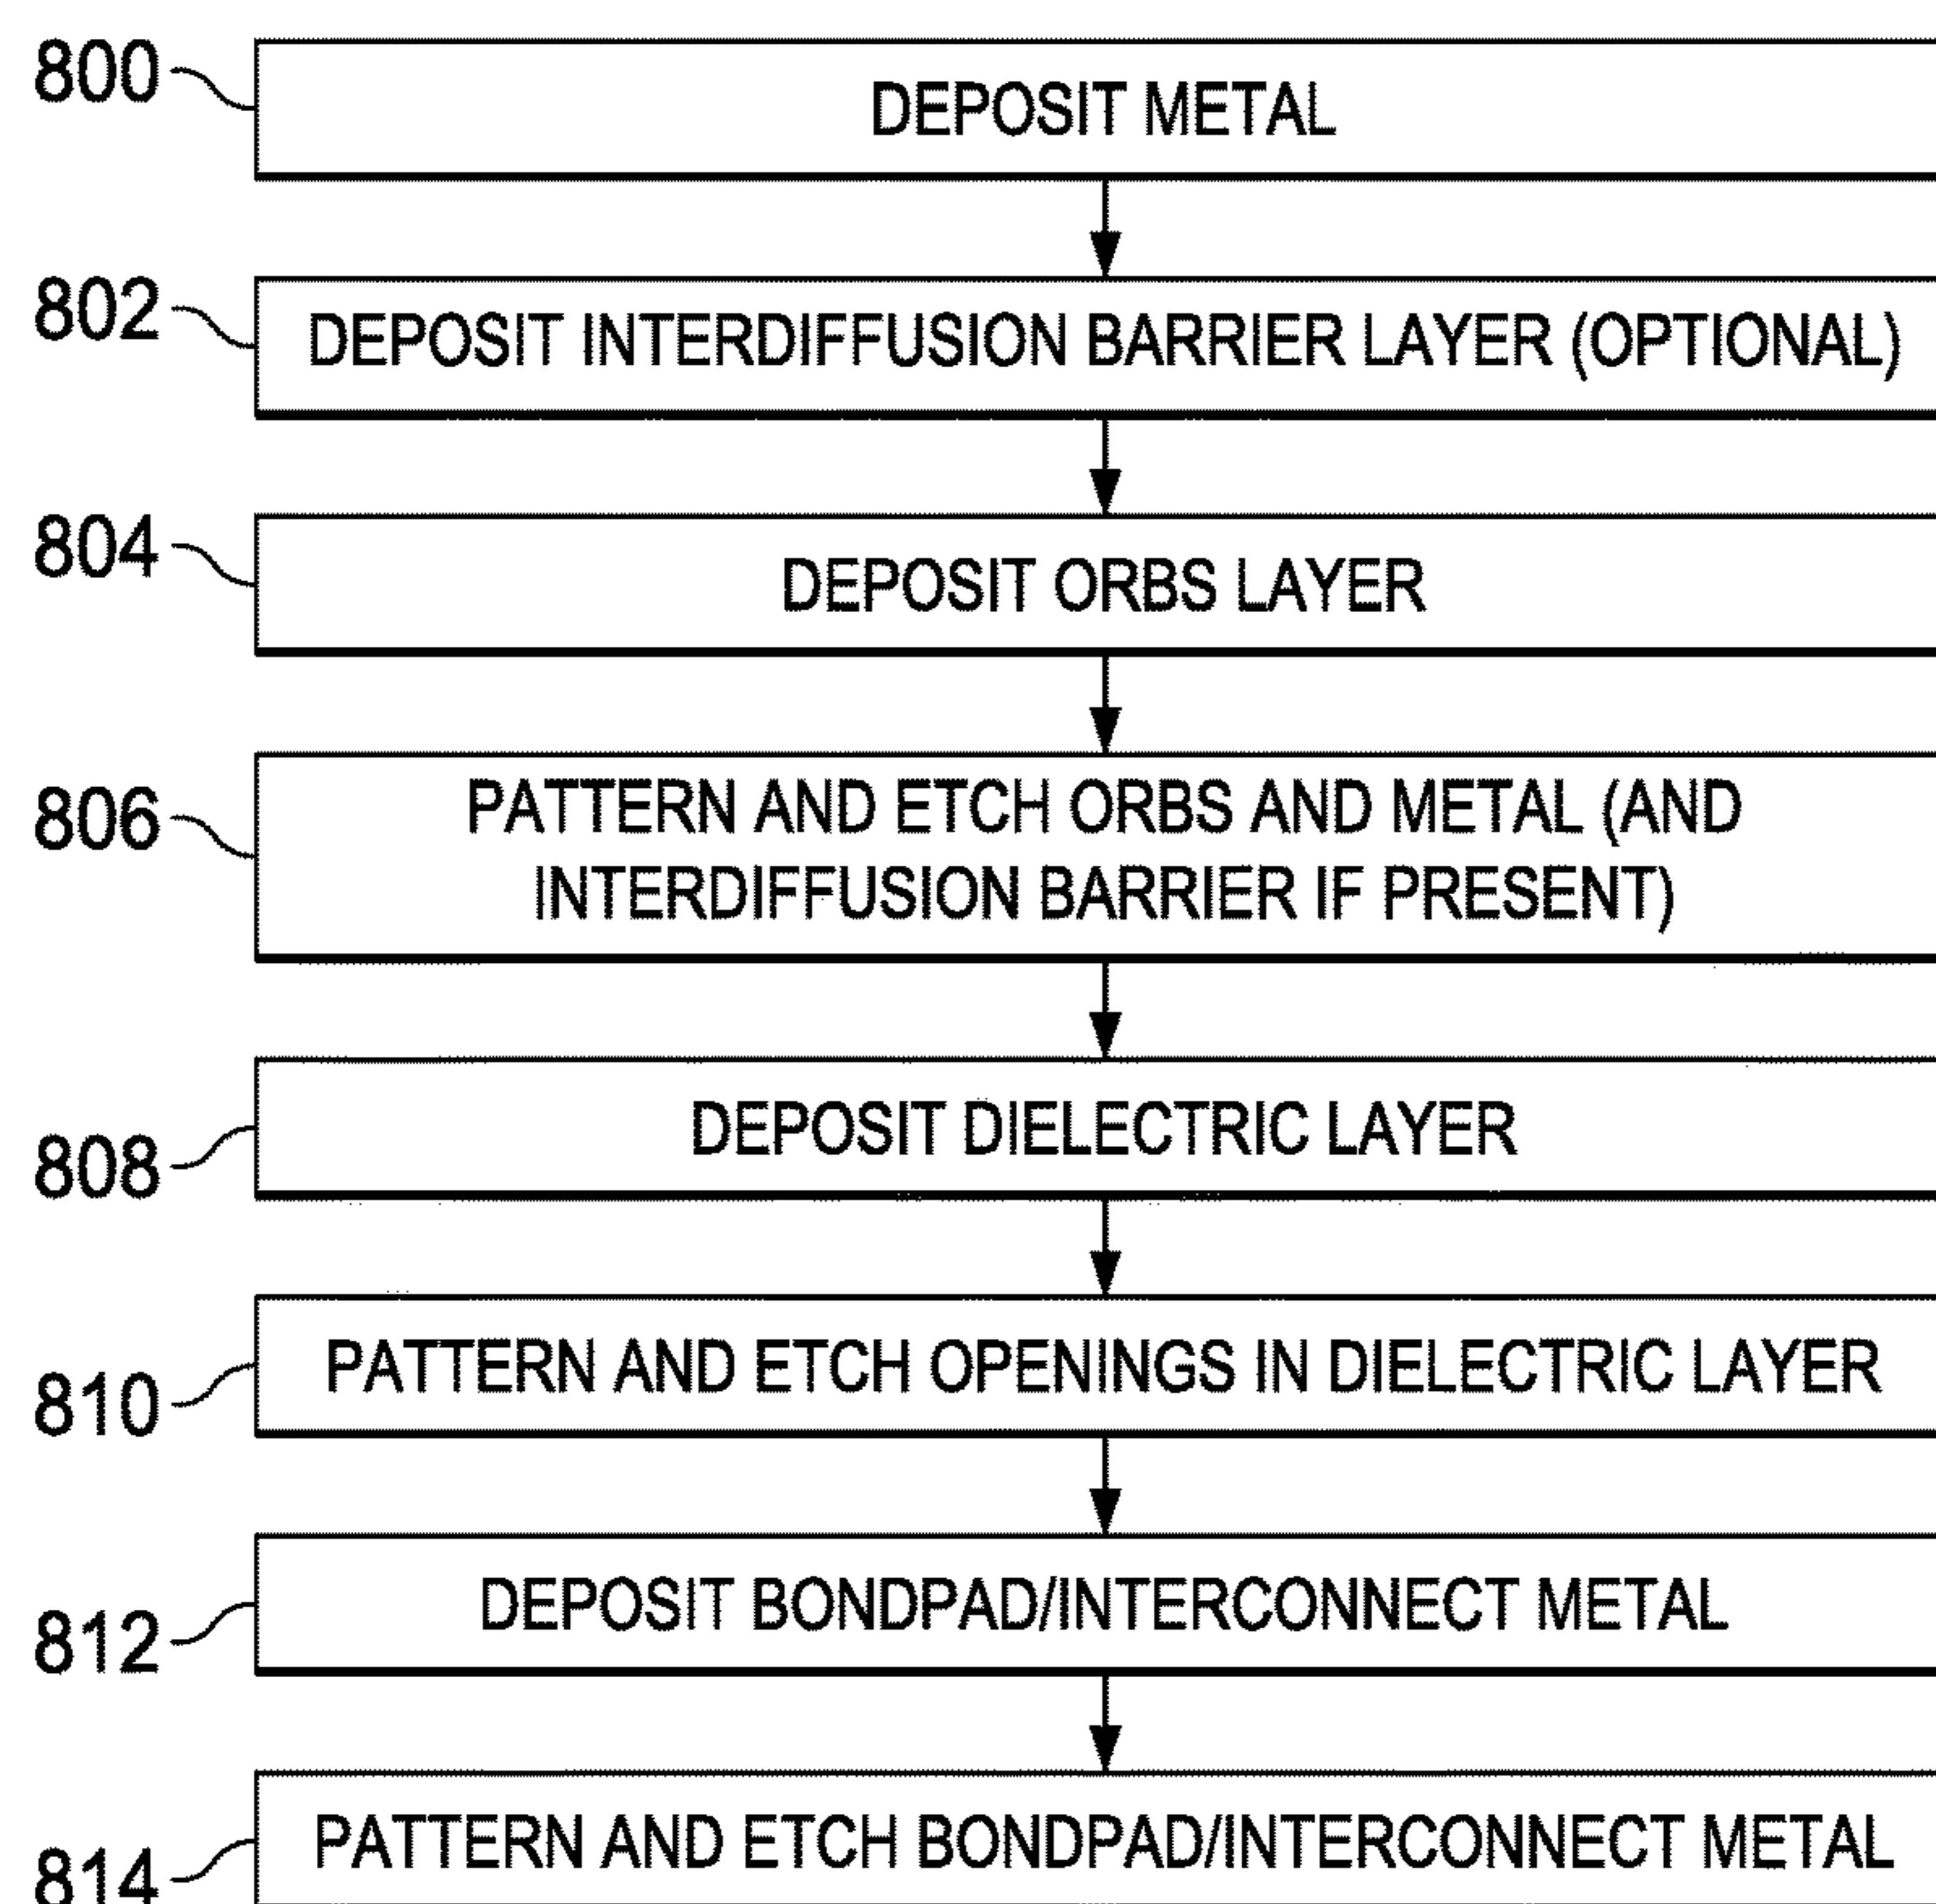 800
DEPOSIT METAL
802
DEPOSIT INTERDIFFUSION BARRIER LAYER (OPTIONAL)
804
DEPOSIT ORBS LAYER
806
PATTERN AND ETCH ORBS AND METAL (AND
INTERDIFFUSION BARRIER IF PRESENT)
808
DEPOSIT DIELECTRIC LAYER
810
PATTERN AND ETCH OPENINGS IN DIELECTRIC LAYER
812
DEPOSIT BONDPAD/INTERCONNECT METAL
814
PATTERN AND ETCH BONDPAD/INTERCONNECT METAL